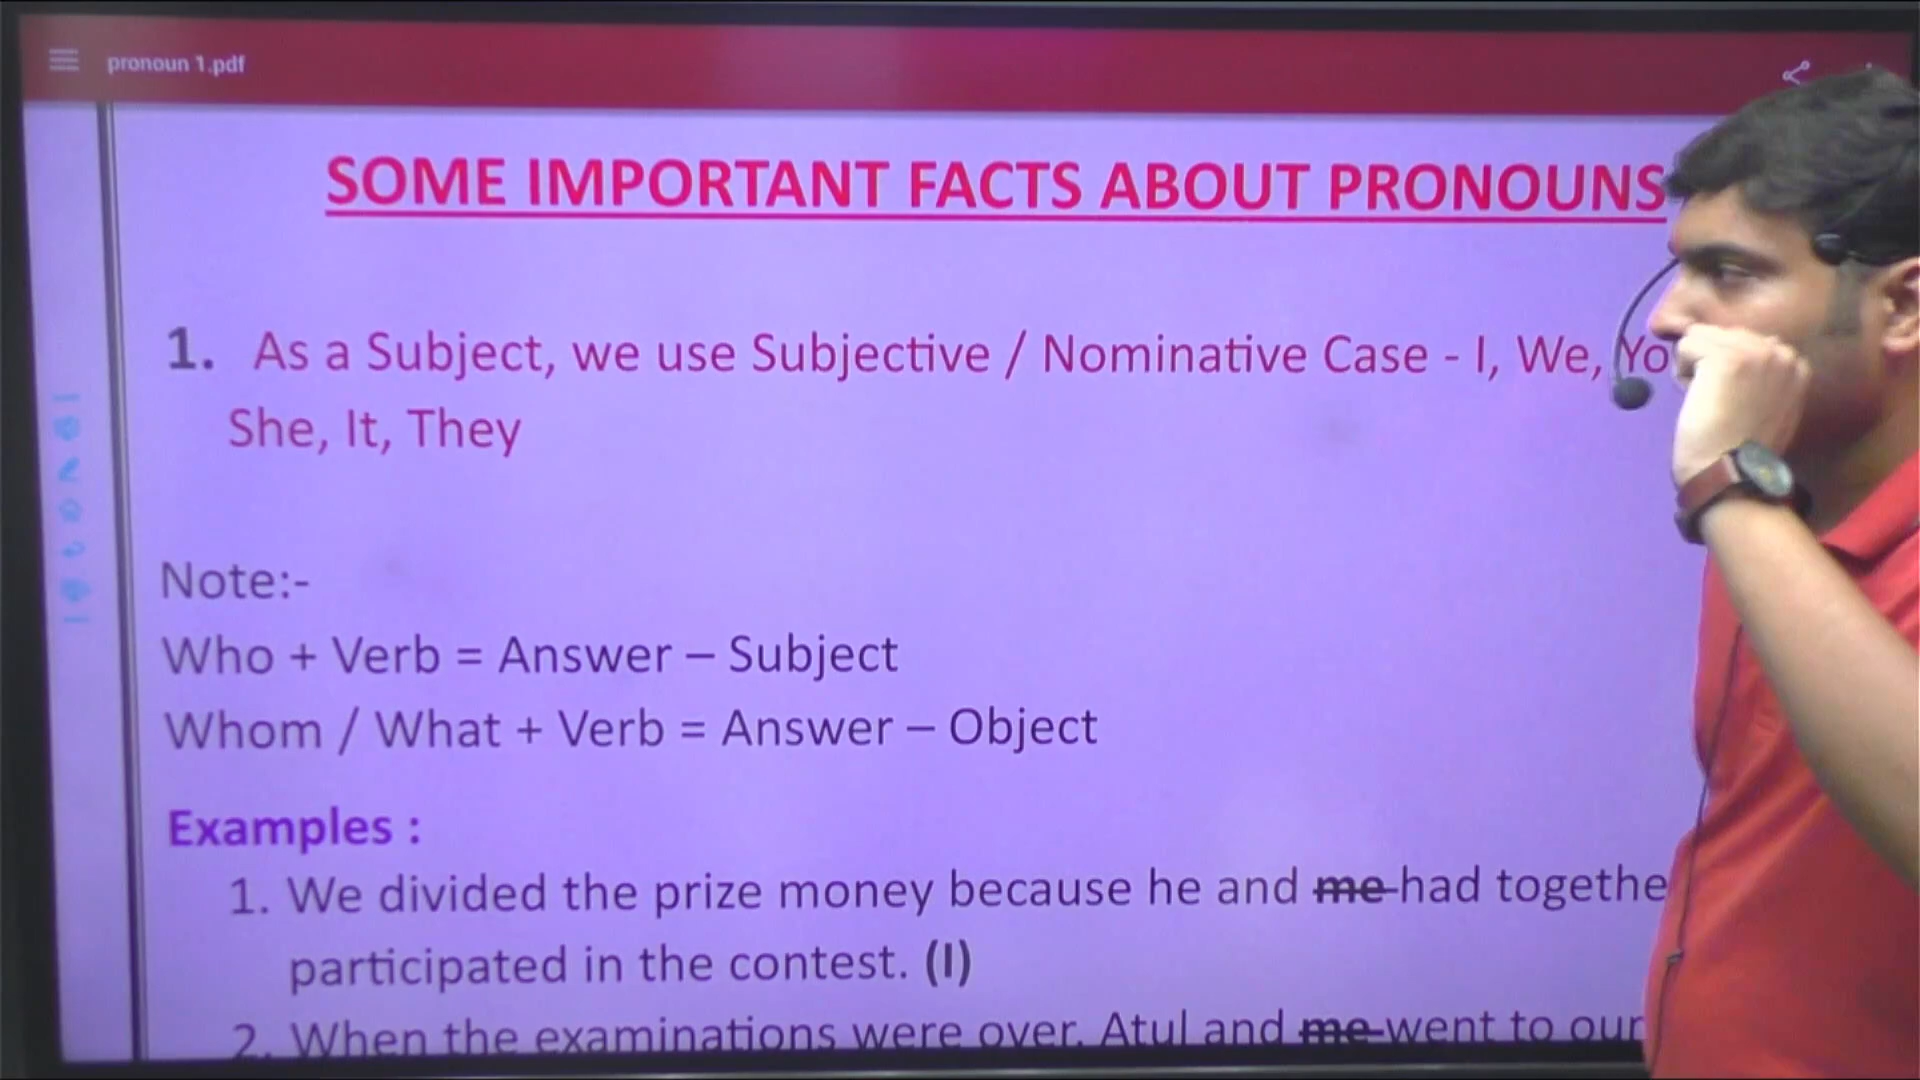 pronoun 1.pdf
SOME IMPORTANT FACTS ABOUT PRONOUNS
1. As a Subject, we use Subjective / Nominative Case - I, We, Yo
She, It, They
Note:-
Who + Verb = Answer – Subject
Whom / What + Verb = Answer – Object
Examples :
1. We divided the prize money because he and me had togethe
participated in the contest. (I)
2. When the examinations were over, Atul and me went to our